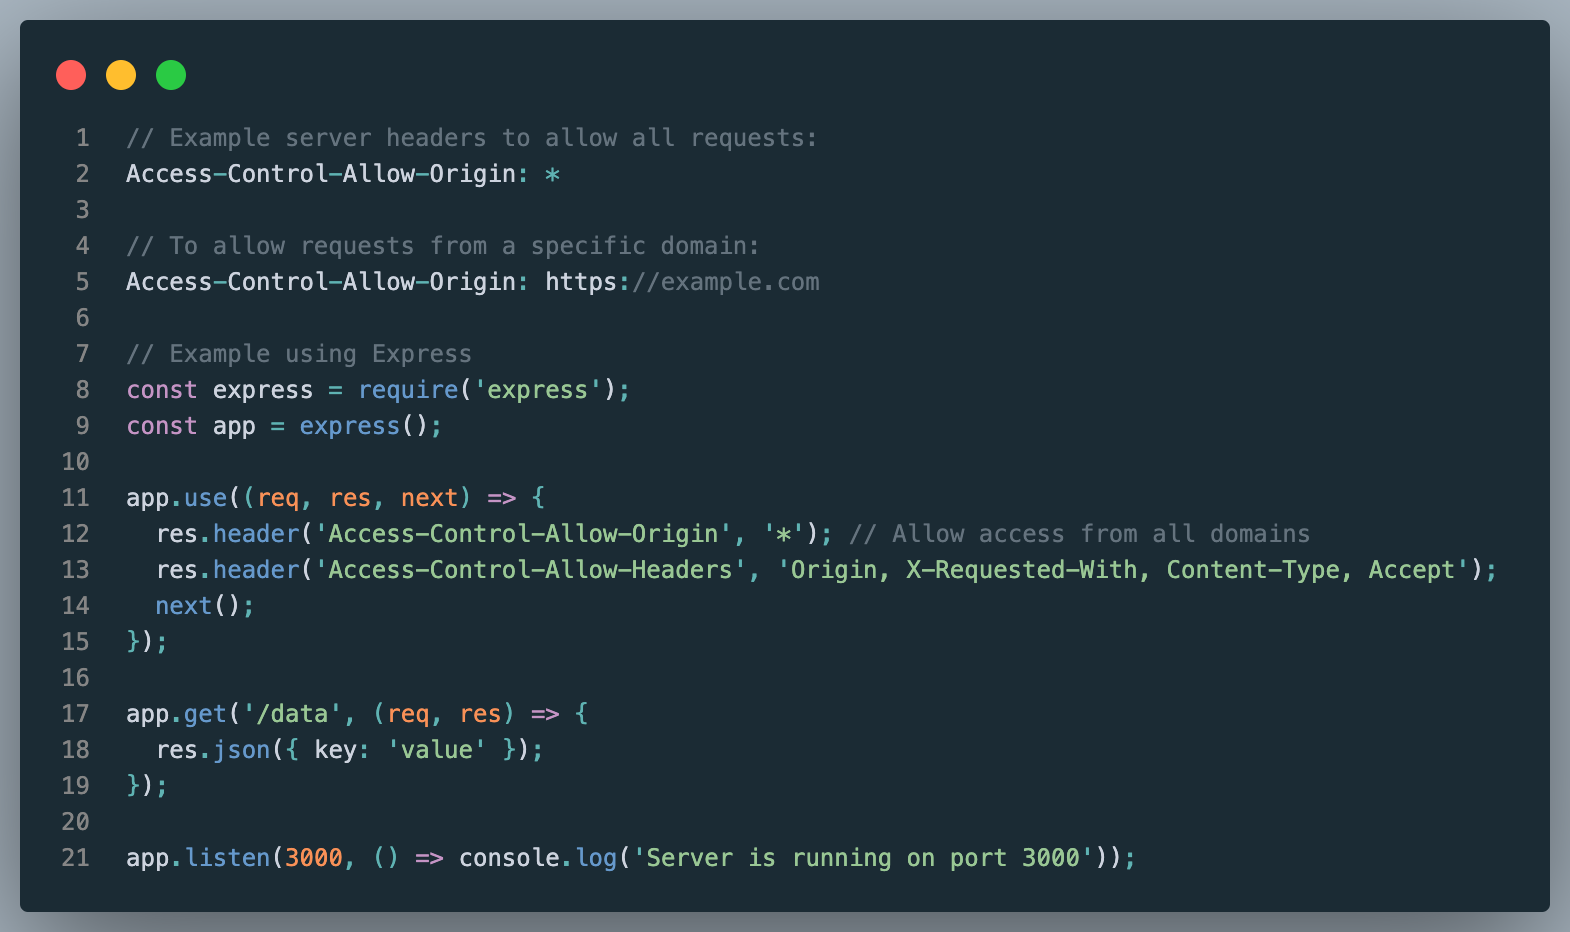 1 // Example server headers to allow all requests:
2 Access-Control-Allow-Origin: *
3
4 // To allow requests from a specific domain:
5 Access-Control-Allow-Origin: https://example.com
6
7 // Example using Express
8 const express = require('express');
9 const app = express();
10
11 app.use((req, res, next) => {
12   res.header('Access-Control-Allow-Origin', '*'); // Allow access from all domains
13   res.header('Access-Control-Allow-Headers', 'Origin, X-Requested-With, Content-Type, Accept');
14   next();
15 });
16
17 app.get('/data', (req, res) => {
18   res.json({ key: 'value' });
19 });
20
21 app.listen(3000, () => console.log('Server is running on port 3000'));